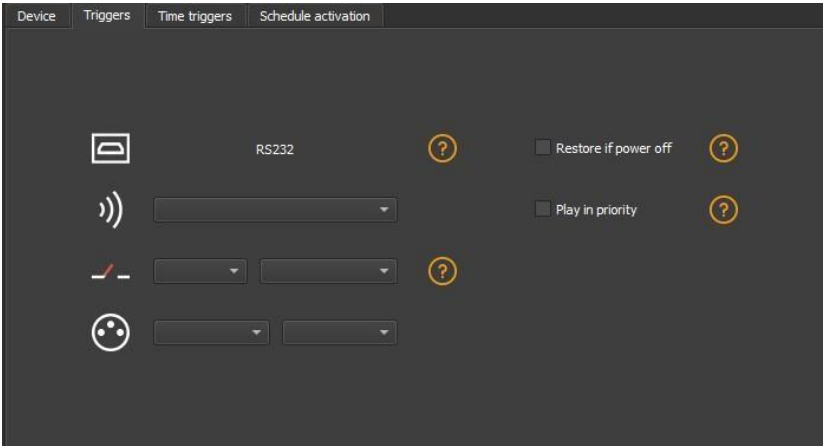 Device Triggers Time triggers Schedule activation
RS232 ? Restore if power off ?
Play in priority ?
?